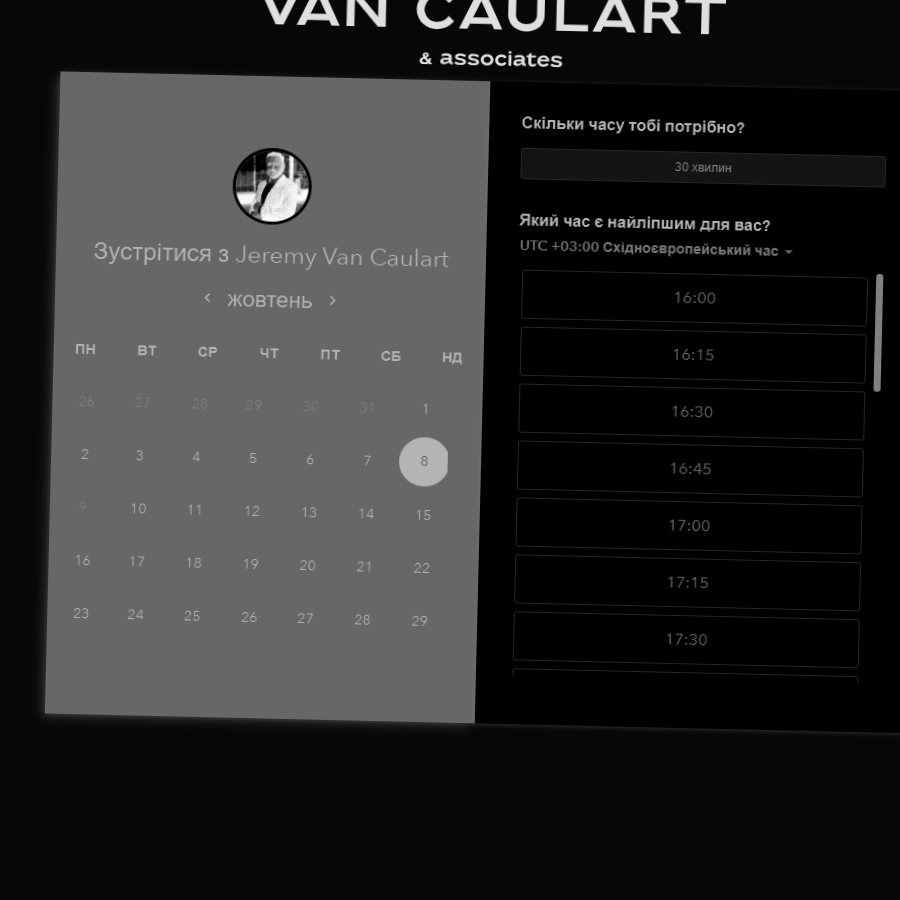 VAN CAULART
& associates
Зустрітися з Jeremy Van Caulart
жовтень
ПН ВТ СР ЧТ ПТ СБ НД
26 27 28 29 30 31 1
2 3 4 5 6 7 8
9 10 11 12 13 14 15
16 17 18 19 20 21 22
23 24 25 26 27 28 29
Скільки часу тобі потрібно?
30 хвилин
Який час є найліпшим для вас?
UTC +03:00 Східноєвропейський час
16:00
16:15
16:30
16:45
17:00
17:15
17:30